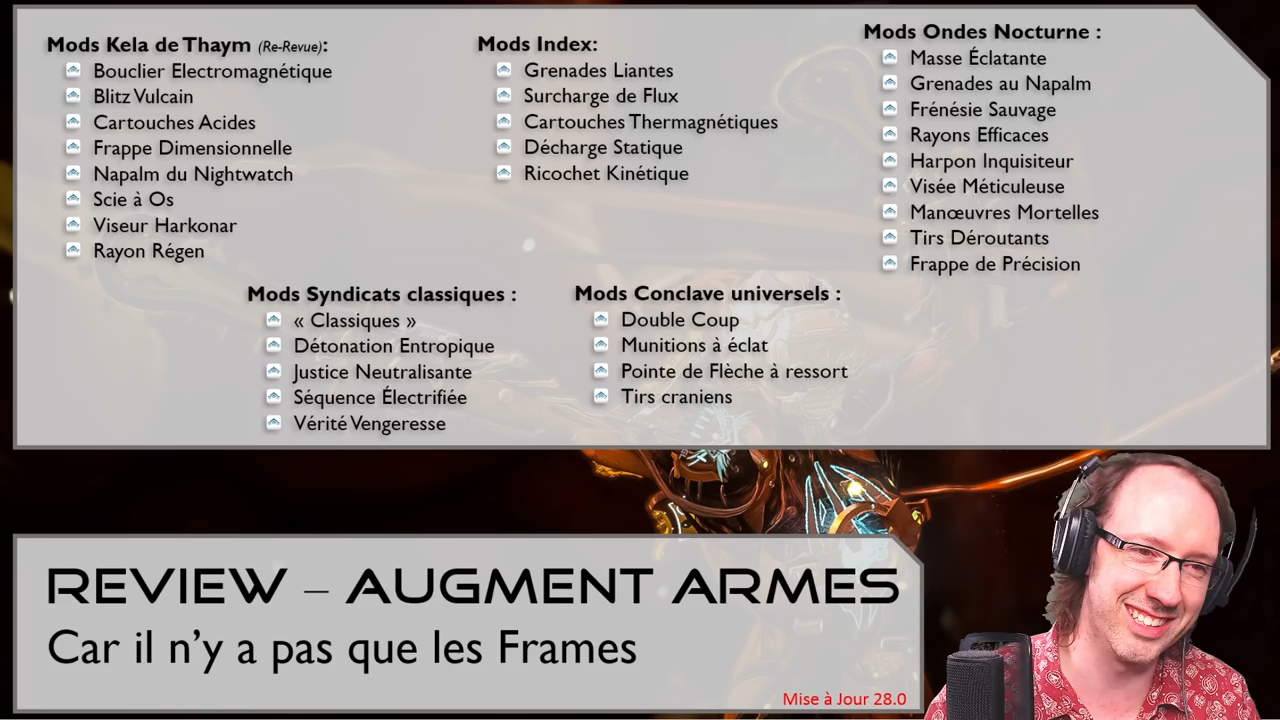 Mods Kela de Thaym (Re-Revue):
Bouclier Electromagnétique
Blitz Vulcain
Cartouches Acides
Frappe Dimensionnelle
Napalm du Nightwatch
Scie à Os
Viseur Harkonar
Rayon Régen
Mods Index:
Grenades Liantes
Surcharge de Flux
Cartouches Thermagnétiques
Décharge Statique
Ricochet Kinétique
Mods Ondes Nocturne :
Masse Éclatante
Grenades au Napalm
Frénésie Sauvage
Rayons Efficaces
Harpon Inquisiteur
Visée Méticuleuse
Manœuvres Mortelles
Tirs Déroutants
Frappe de Précision
Mods Syndicats classiques :
« Classiques »
Détonation Entropique
Justice Neutralisante
Séquence Électrifiée
Vérité Vengeresse
Mods Conclave universels :
Double Coup
Munitions à éclat
Pointe de Flèche à ressort
Tirs craniens
REVIEW – AUGMENT ARMES
Car il n'y a pas que les Frames
Mise à Jour 28.0